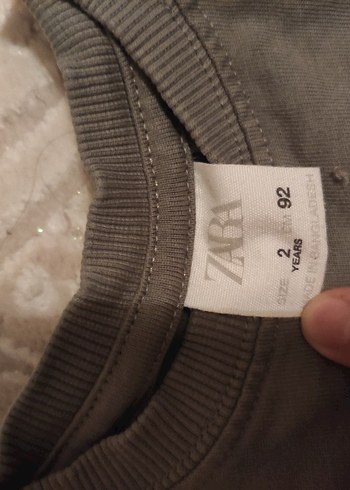 ZARA
SIZE 2 CM 92
YEARS
MADE IN BANGLADESH